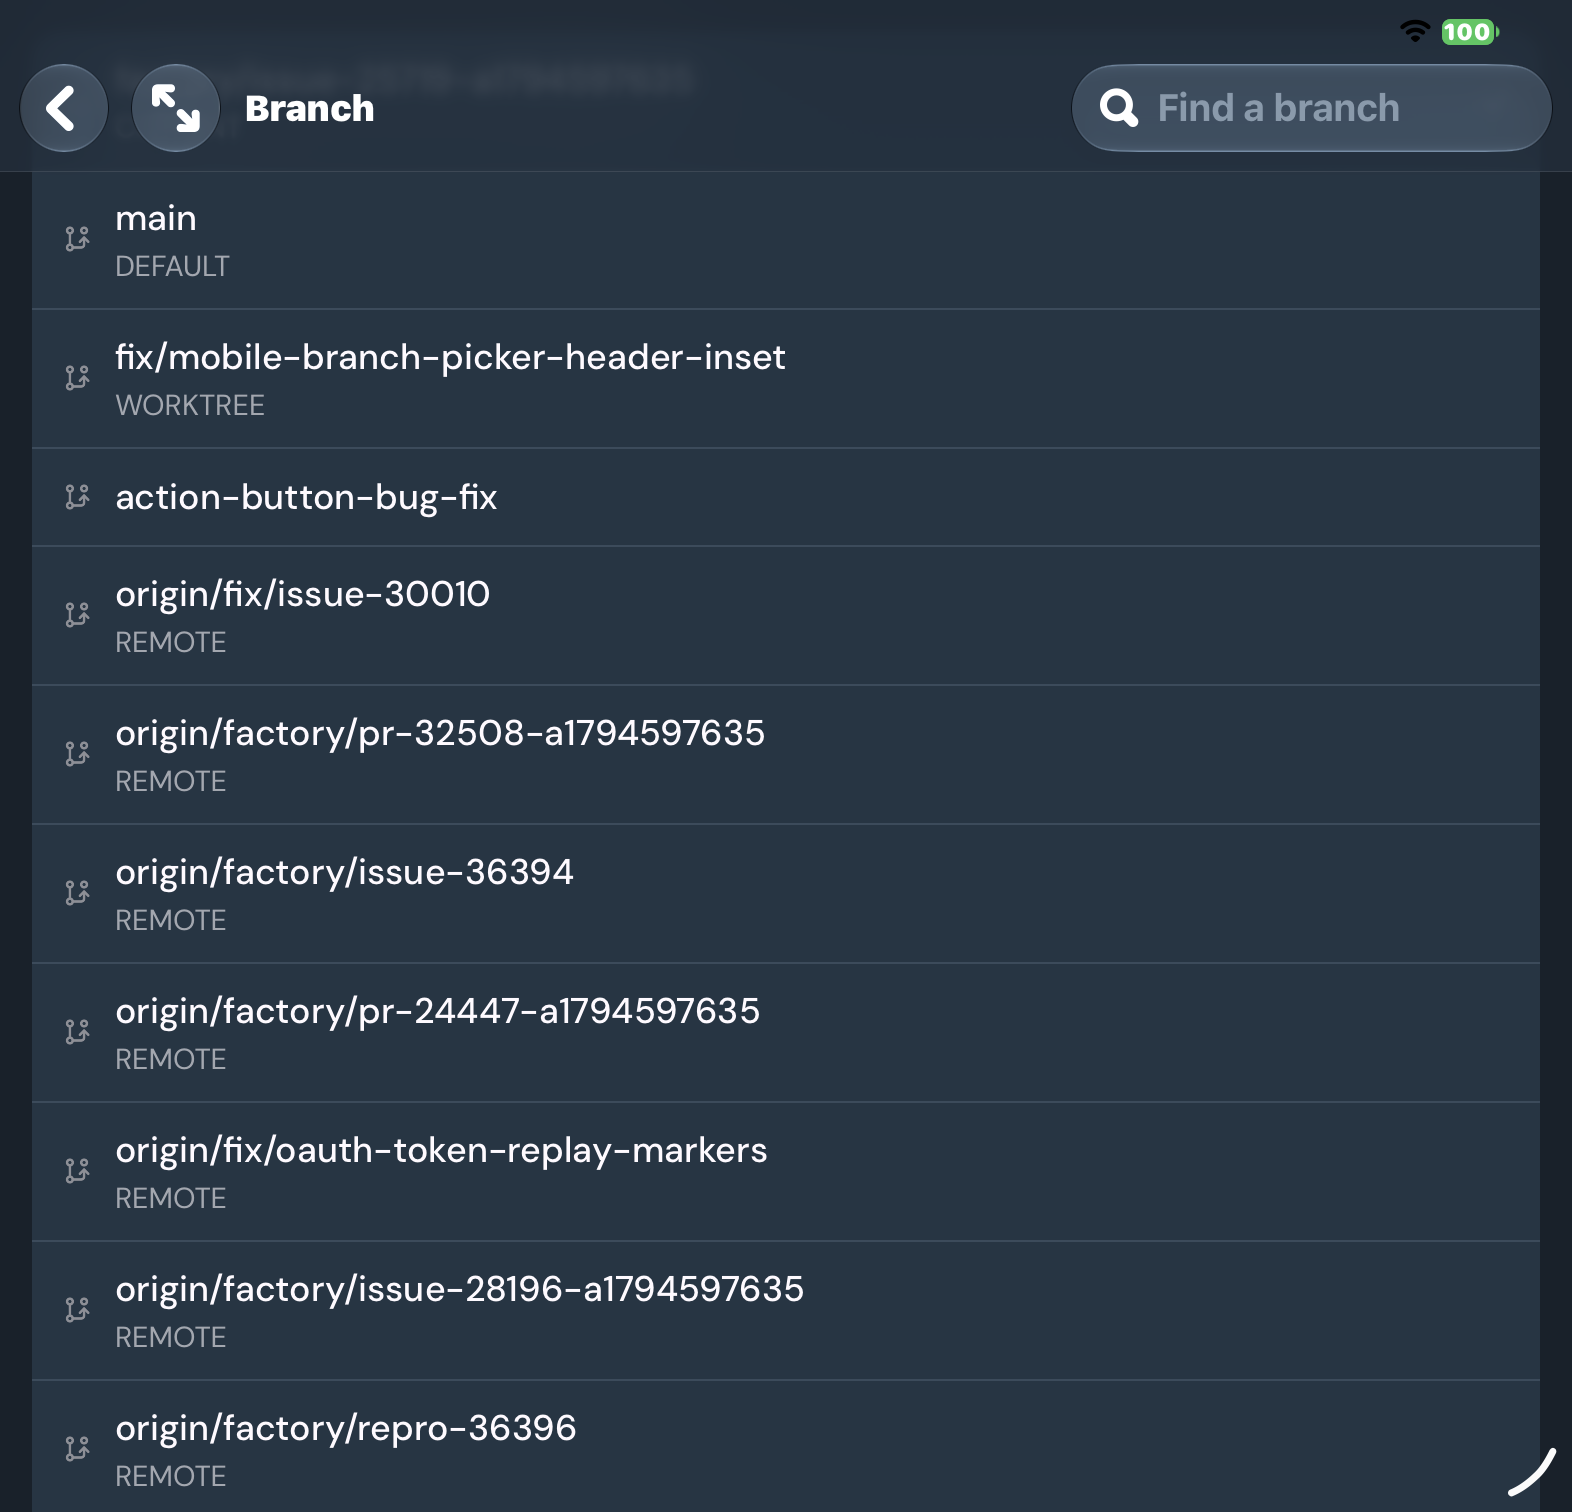 100
Branch
Find a branch
main
DEFAULT
fix/mobile-branch-picker-header-inset
WORKTREE
action-button-bug-fix
origin/fix/issue-30010
REMOTE
origin/factory/pr-32508-a1794597635
REMOTE
origin/factory/issue-36394
REMOTE
origin/factory/pr-24447-a1794597635
REMOTE
origin/fix/oauth-token-replay-markers
REMOTE
origin/factory/issue-28196-a1794597635
REMOTE
origin/factory/repro-36396
REMOTE